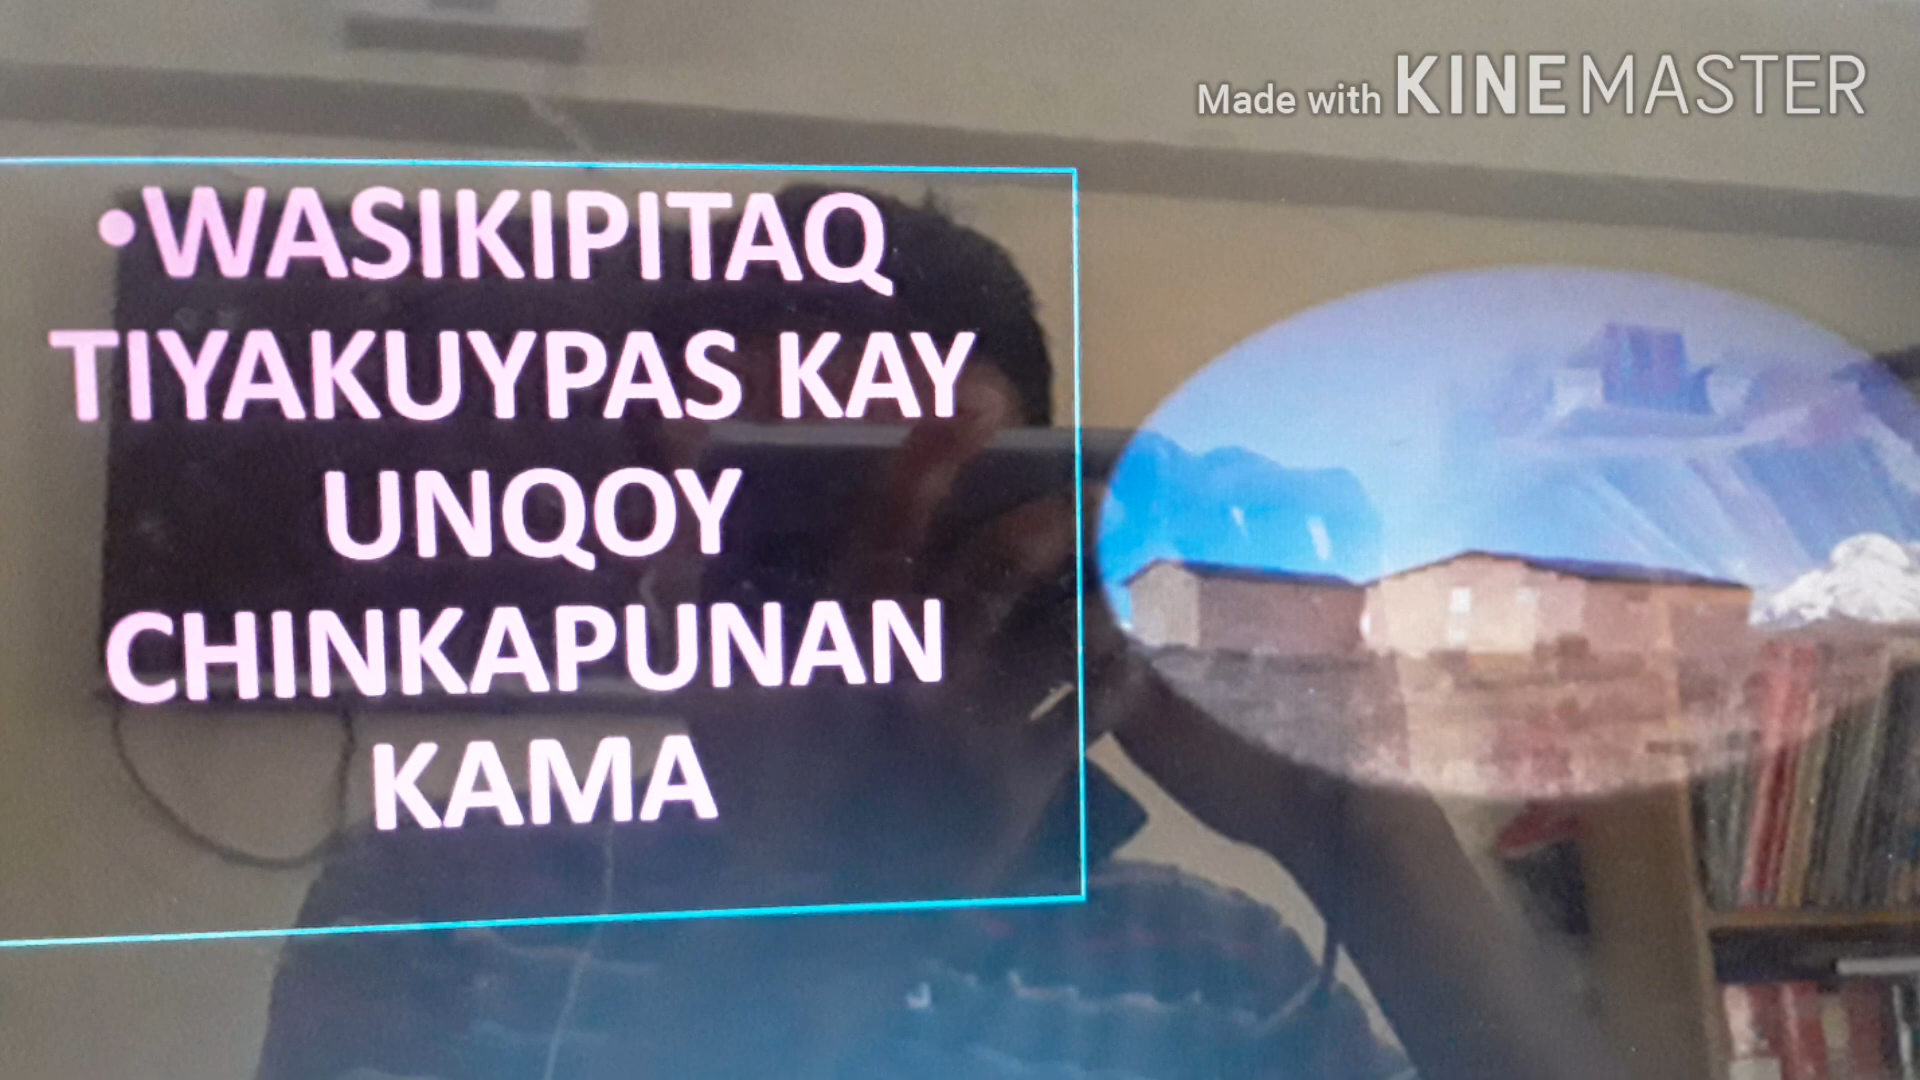 Made with KINEMASTER
•WASIKIPITAQ
TIYAKUYPAS KAY
UNQOY
CHINKAPUNAN
KAMA